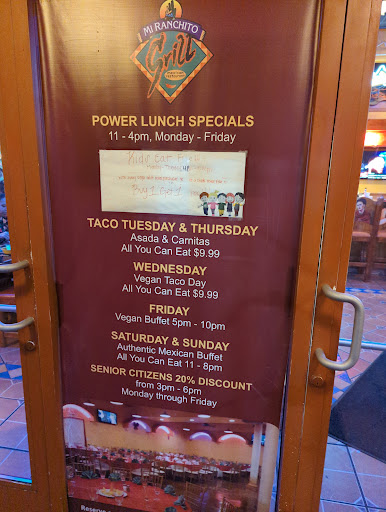 MI RANCHITO
Grill
POWER LUNCH SPECIALS
11 - 4pm, Monday - Friday
Kids Eat Free
TACO TUESDAY & THURSDAY
Asada & Carnitas
All You Can Eat $9.99
WEDNESDAY
Vegan Taco Day
All You Can Eat $9.99
FRIDAY
Vegan Buffet 5pm - 10pm
SATURDAY & SUNDAY
Authentic Mexican Buffet
All You Can Eat 11 - 8pm
SENIOR CITIZENS 20% DISCOUNT
from 3pm - 6pm
Monday through Friday
Reserve